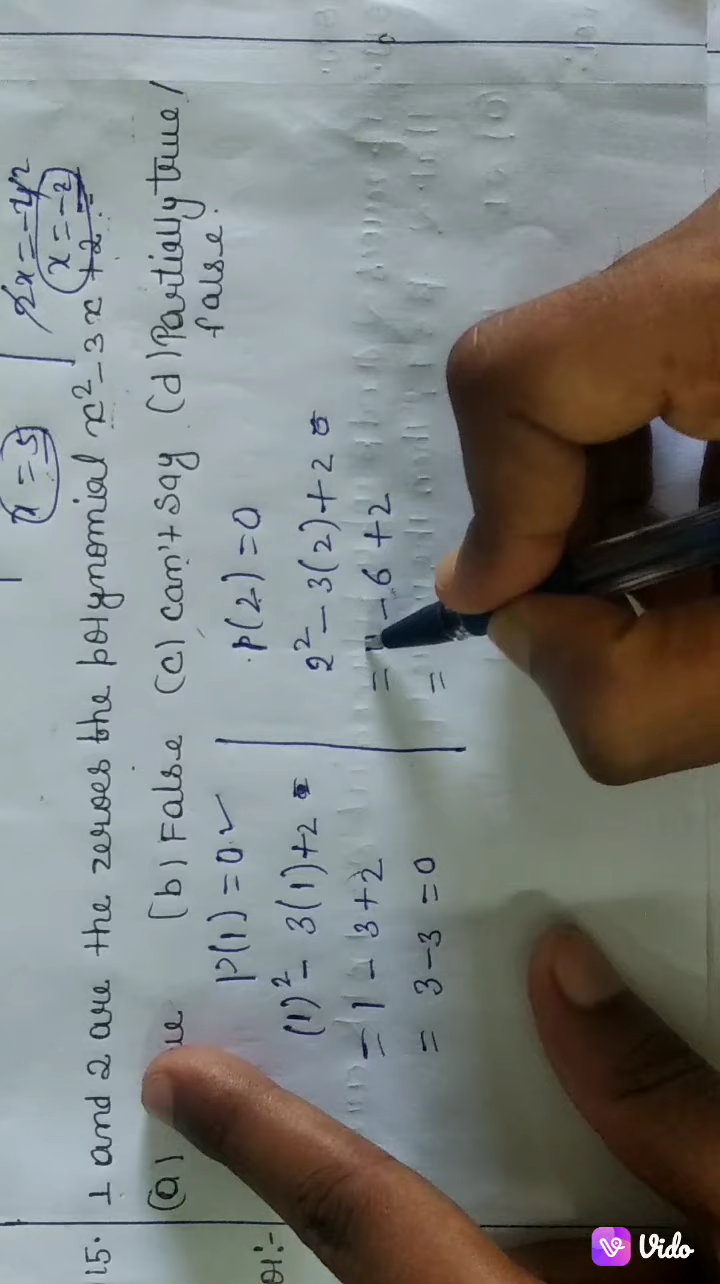 x = 5 | 2x = -4
x = -2
15. 1 and 2 are the zeroes the polynomial x² - 3x + 2.
(a) ue (b) False (c) can't say (d) Partially true/
false.
ol:- P(1) = 0 ✓ P(2) = 0
(1)² - 3(1) + 2 = 2² - 3(2) + 2 =
= 1 - 3 + 2 = 4 - 6 + 2
= 3 - 3 = 0 =
Vido